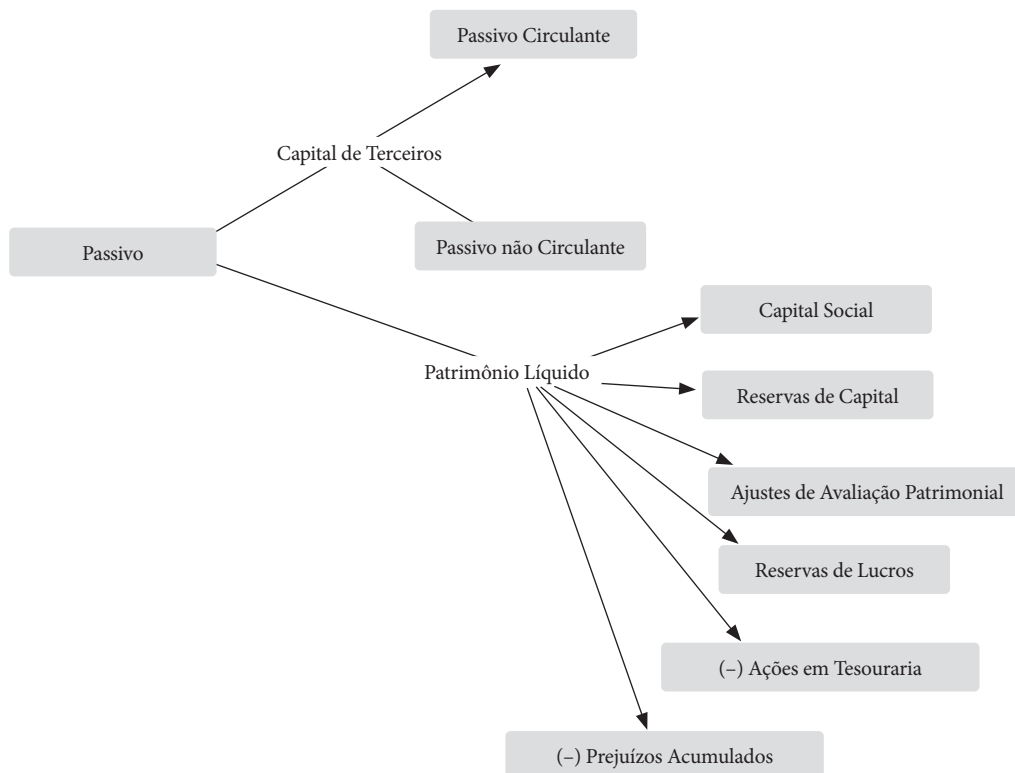 Passivo Circulante
Capital de Terceiros
Passivo
Passivo não Circulante
Capital Social
Patrimônio Líquido
Reservas de Capital
Ajustes de Avaliação Patrimonial
Reservas de Lucros
(–) Ações em Tesouraria
(–) Prejuízos Acumulados